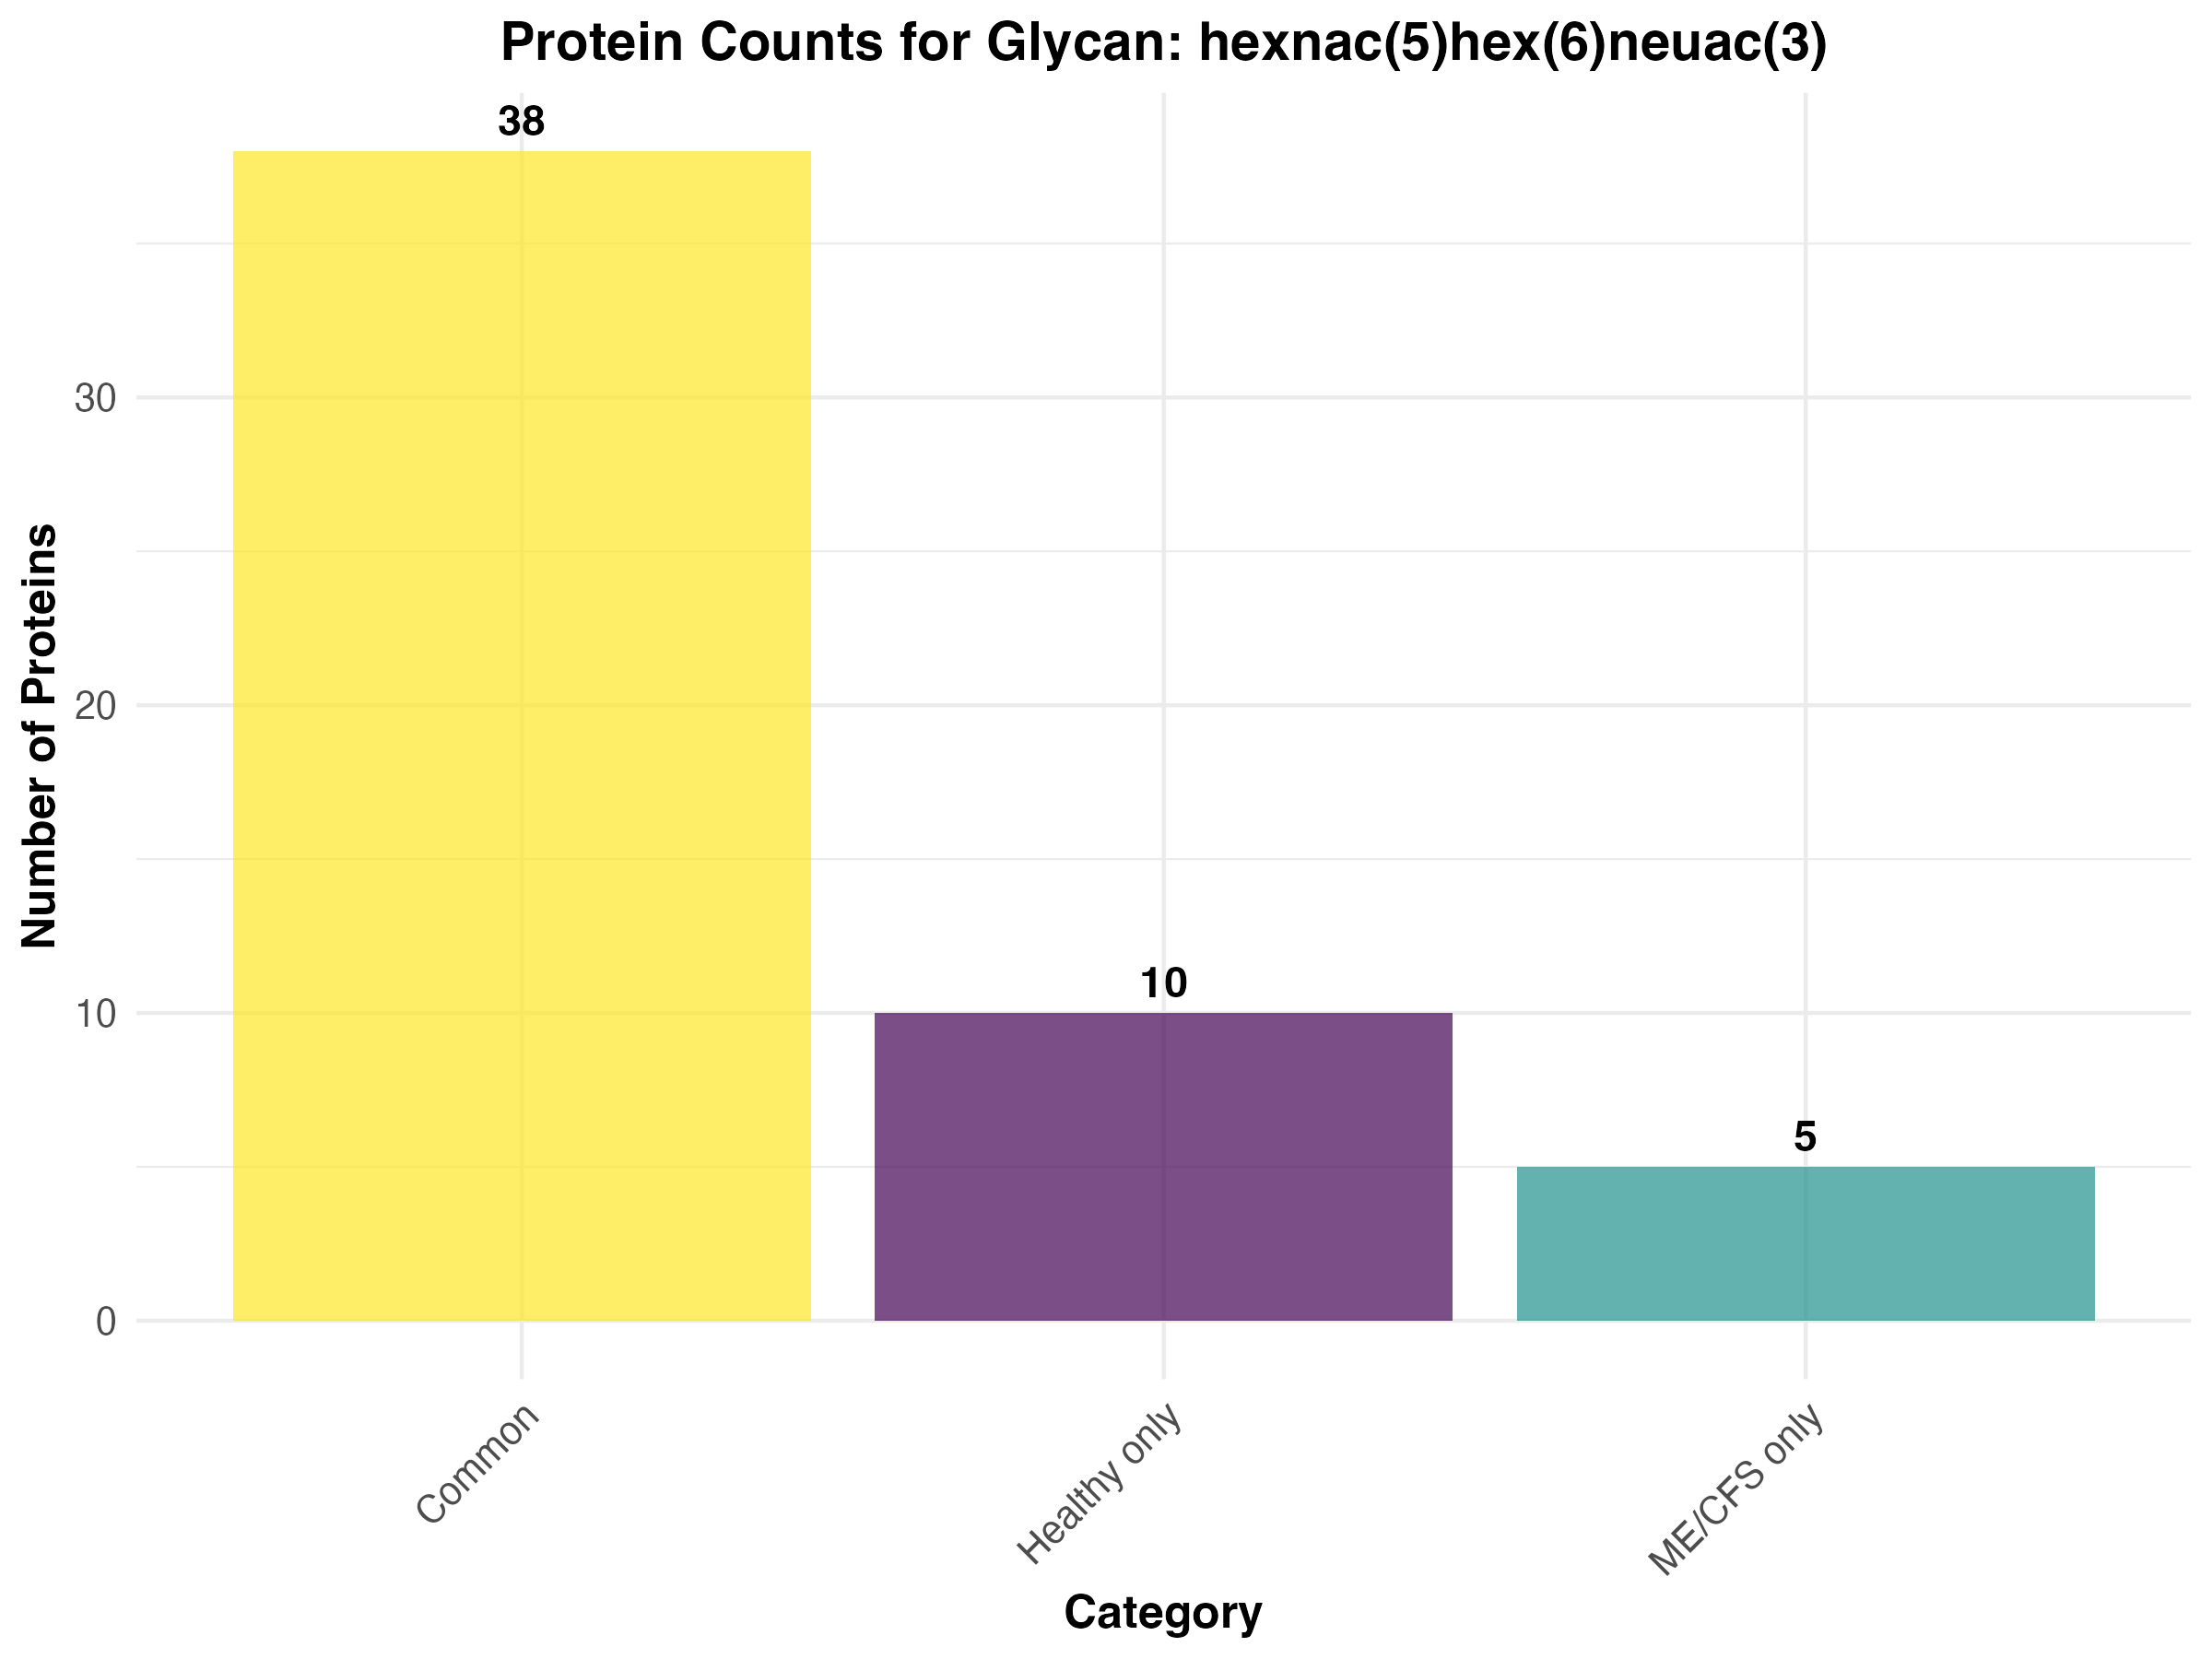 Protein Counts for Glycan: hexnac(5)hex(6)neuac(3)
38
10
5
Number of Proteins
30
20
10
0
Common
Healthy only
ME/CFS only
Category